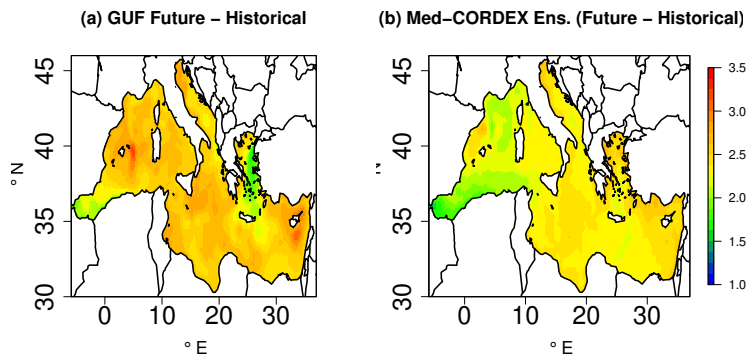 (a) GUF Future − Historical
(b) Med−CORDEX Ens. (Future − Historical)
45
40
35
30
° N
0 10 20 30
° E
45
40
35
30
N
0 10 20 30
° E
3.5
3.0
2.5
2.0
1.5
1.0